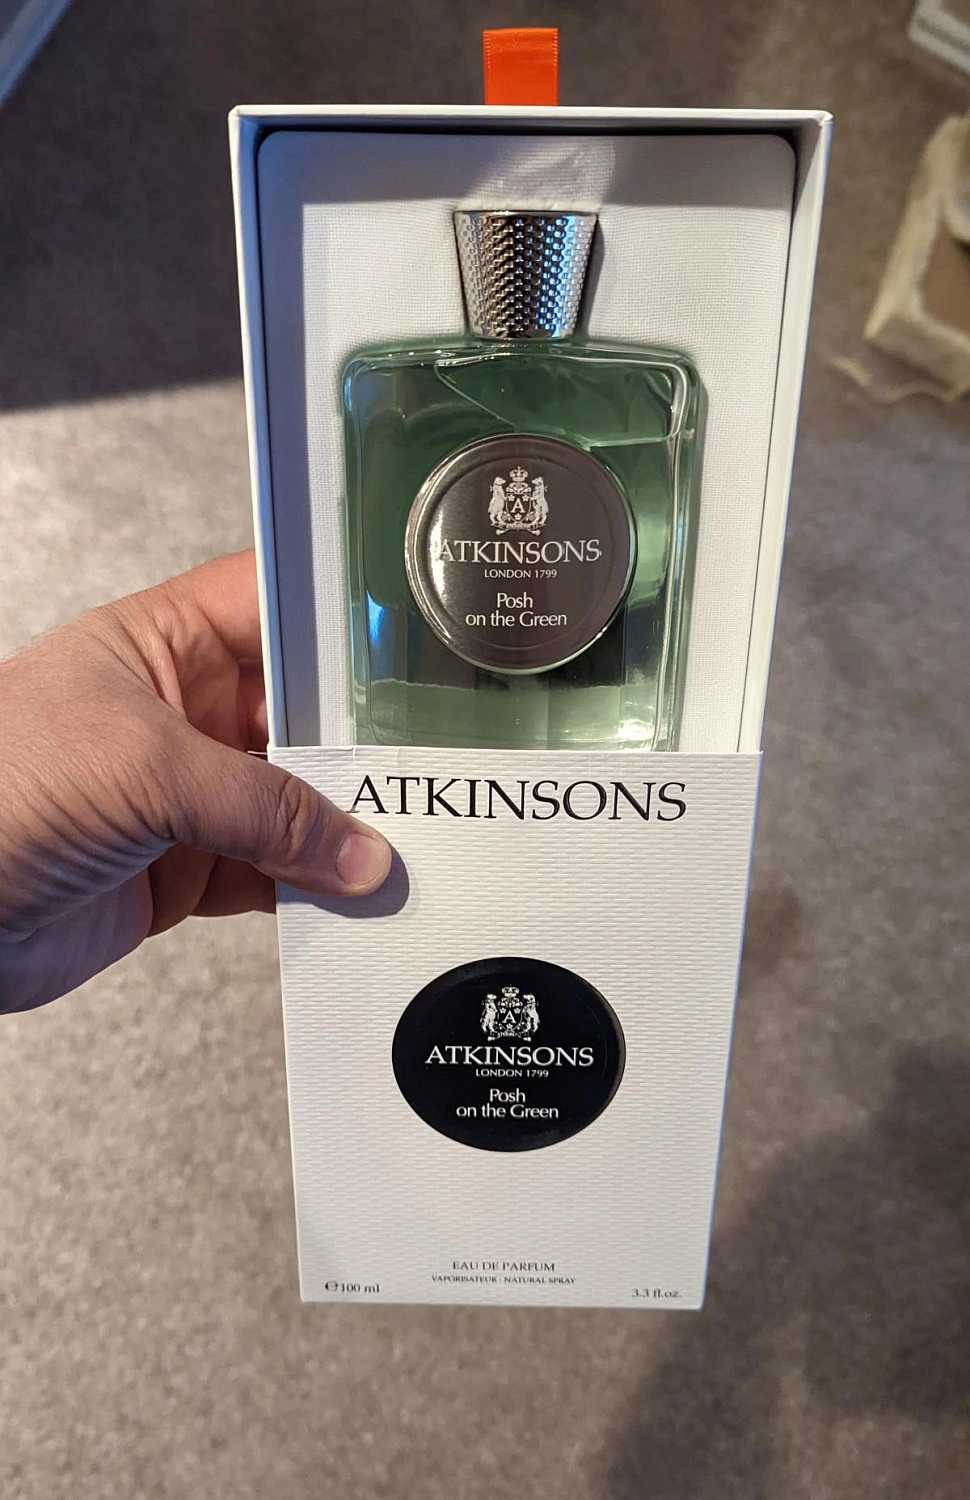 A
ATKINSONS
LONDON 1799
Posh
on the Green
ATKINSONS
A
ATKINSONS
LONDON 1799
Posh
on the Green
EAU DE PARFUM
VAPORISATEUR · NATURAL SPRAY
℮100 ml
3.3 fl.oz.